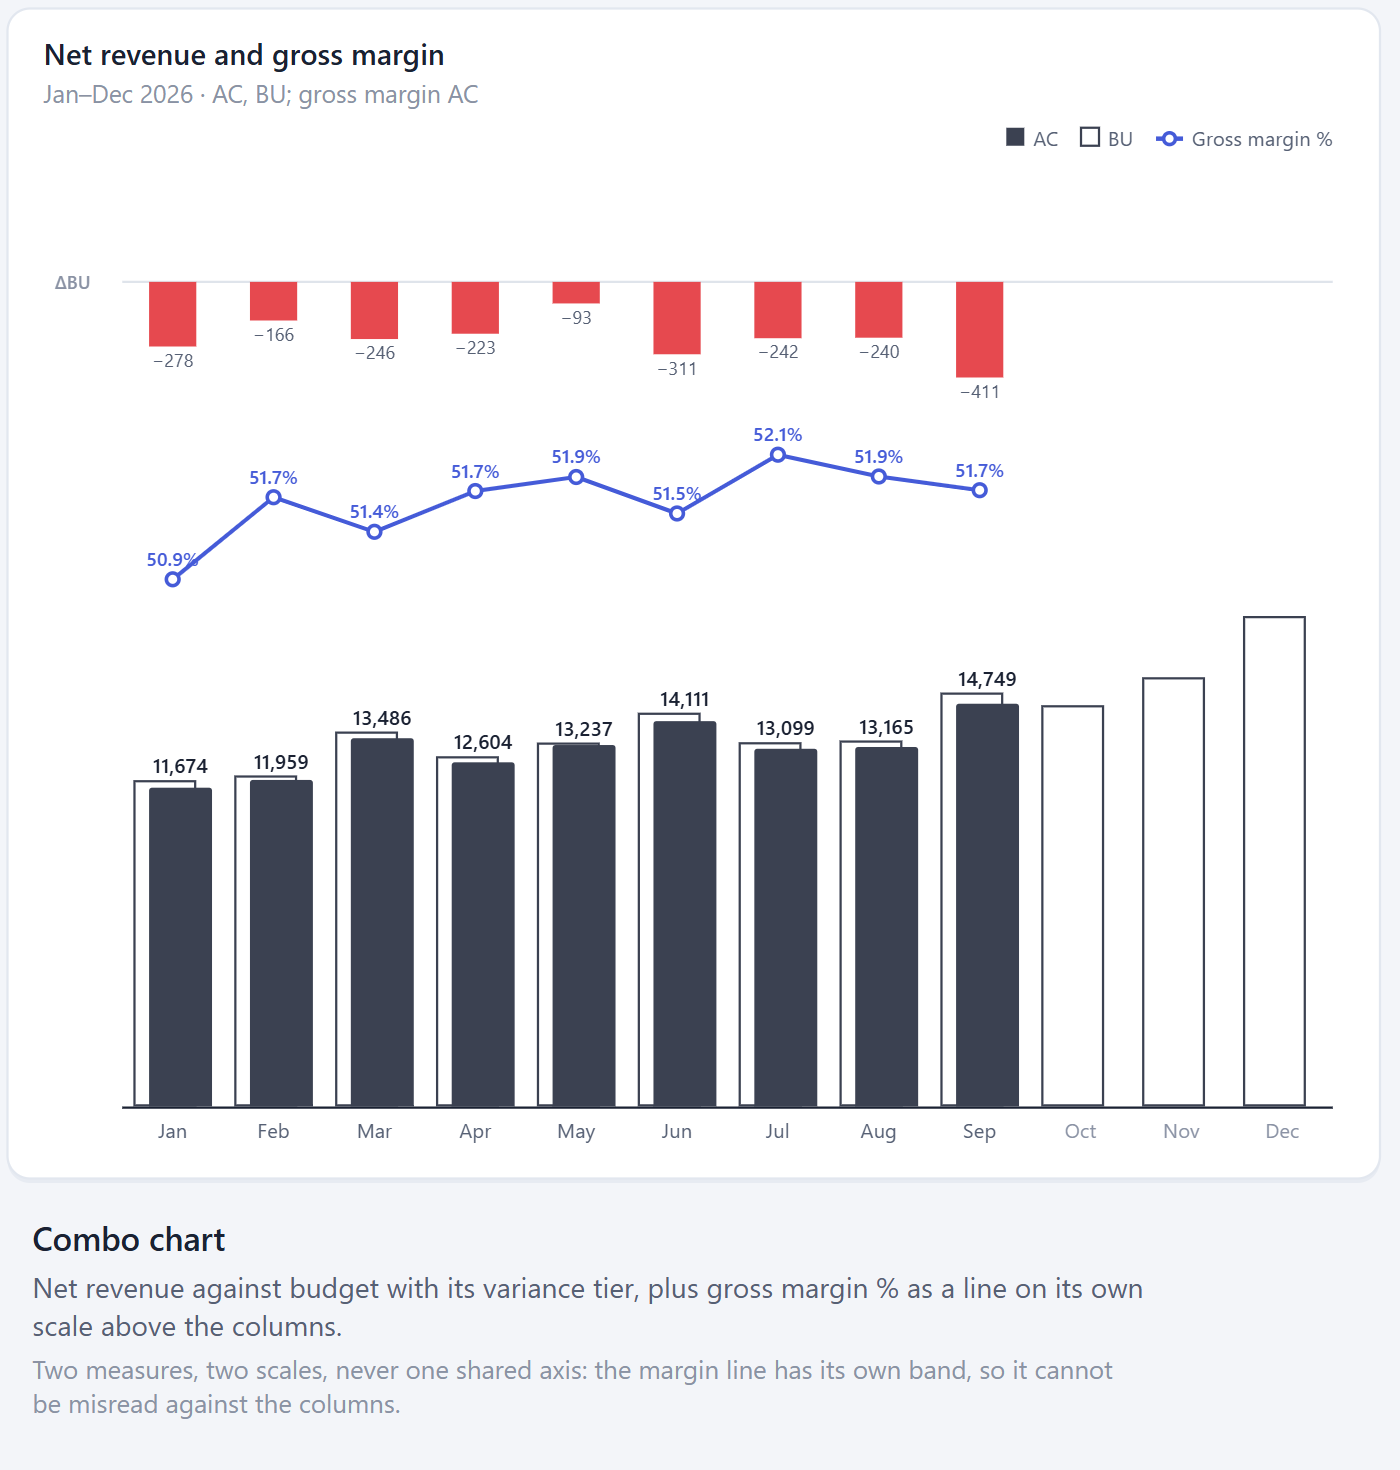 Net revenue and gross margin
Jan–Dec 2026 · AC, BU; gross margin AC
AC BU Gross margin %
ΔBU
−278 −166 −246 −223 −93 −311 −242 −240 −411
50.9% 51.7% 51.4% 51.7% 51.9% 51.5% 52.1% 51.9% 51.7%
11,674 11,959 13,486 12,604 13,237 14,111 13,099 13,165 14,749
Jan Feb Mar Apr May Jun Jul Aug Sep Oct Nov Dec
Combo chart
Net revenue against budget with its variance tier, plus gross margin % as a line on its own
scale above the columns.
Two measures, two scales, never one shared axis: the margin line has its own band, so it cannot
be misread against the columns.